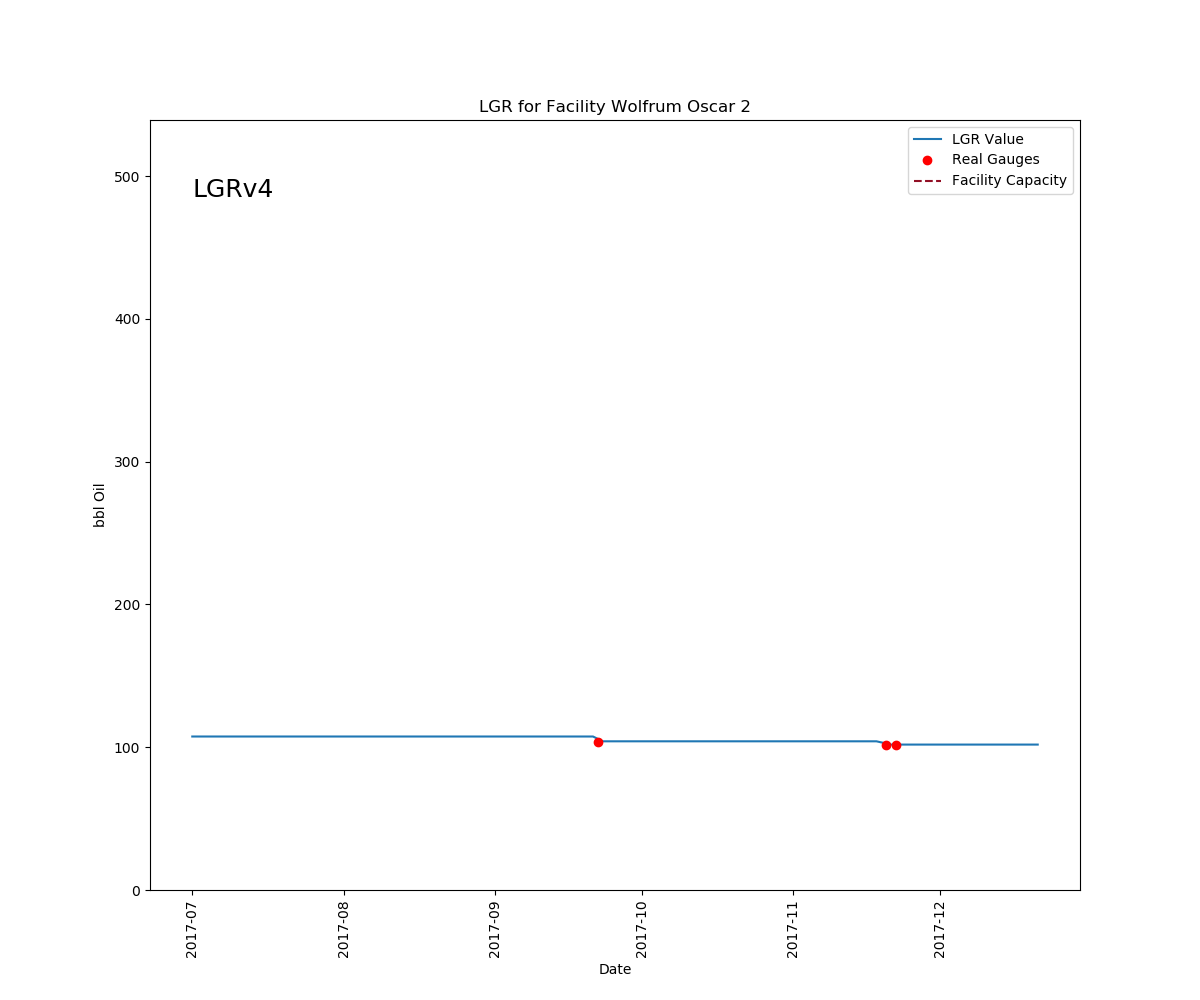 LGR for Facility Wolfrum Oscar 2
LGRv4
LGR Value
Real Gauges
Facility Capacity
500
400
300
200
100
0
bbl Oil
2017-07
2017-08
2017-09
2017-10
2017-11
2017-12
Date